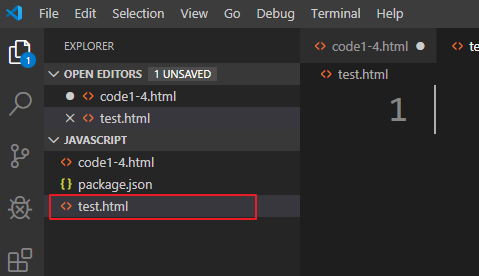 File Edit Selection View Go Debug Terminal Help
EXPLORER
OPEN EDITORS 1 UNSAVED
code1-4.html
test.html
JAVASCRIPT
code1-4.html
{} package.json
test.html
1
code1-4.html
te
test.html
1